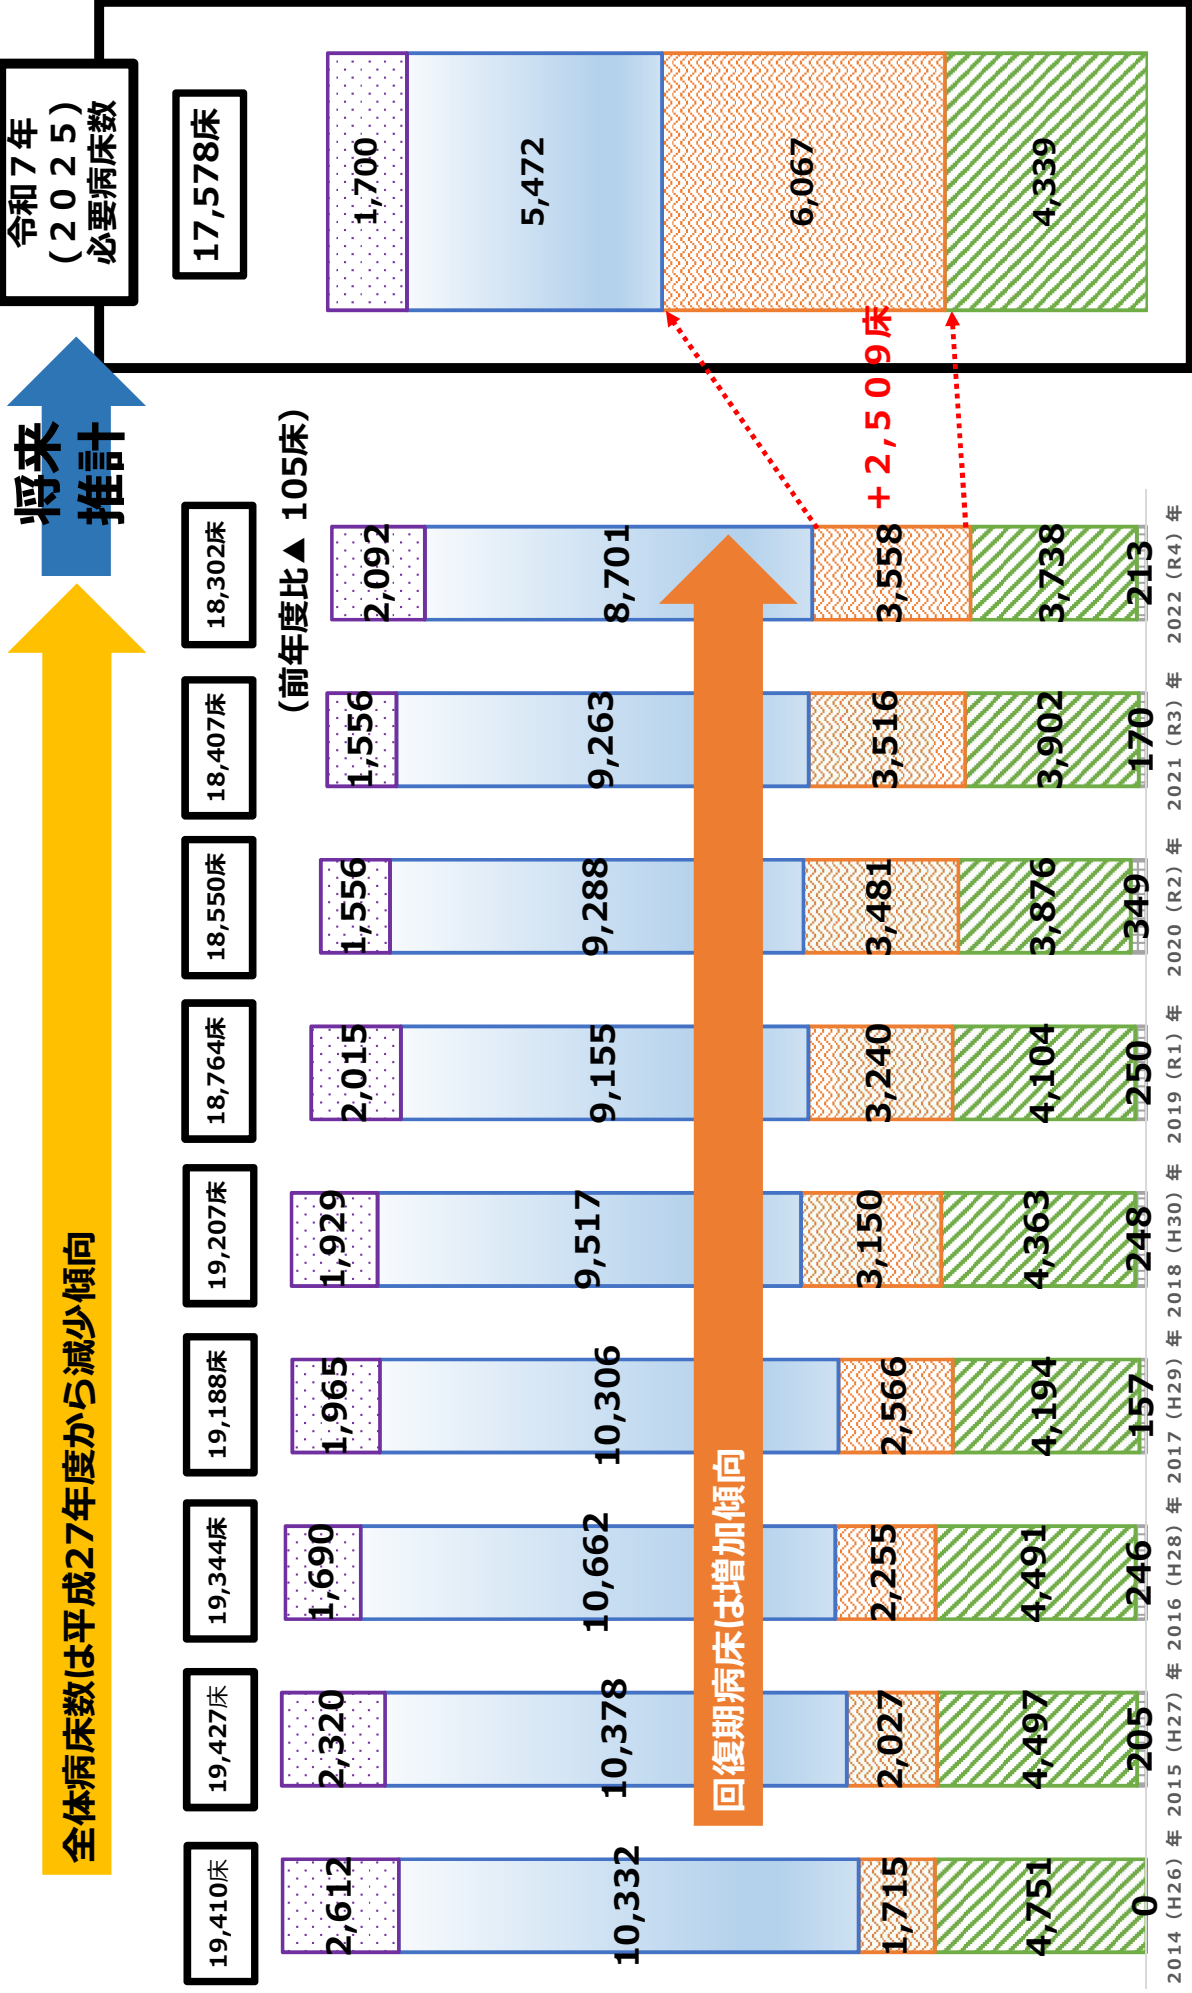 全体病床数は平成27年度から減少傾向
将来
推計
令和７年
（２０２５）
必要病床数
19,410床
19,427床
19,344床
19,188床
19,207床
18,764床
18,550床
18,407床
18,302床
17,578床
（前年度比▲ 105床）
2,612
2,320
1,690
1,965
1,929
2,015
1,556
1,556
2,092
1,700
10,332
10,378
10,662
10,306
9,517
9,155
9,288
9,263
8,701
5,472
回復期病床は増加傾向
1,715
2,027
2,255
2,566
3,150
3,240
3,481
3,516
3,558
＋２,５０９床
6,067
4,751
4,497
4,491
4,194
4,363
4,104
3,876
3,902
3,738
4,339
0
205
246
157
248
250
349
170
213
2014（H26）年
2015（H27）年
2016（H28）年
2017（H29）年
2018（H30）年
2019（R1）年
2020（R2）年
2021（R3）年
2022（R4）年